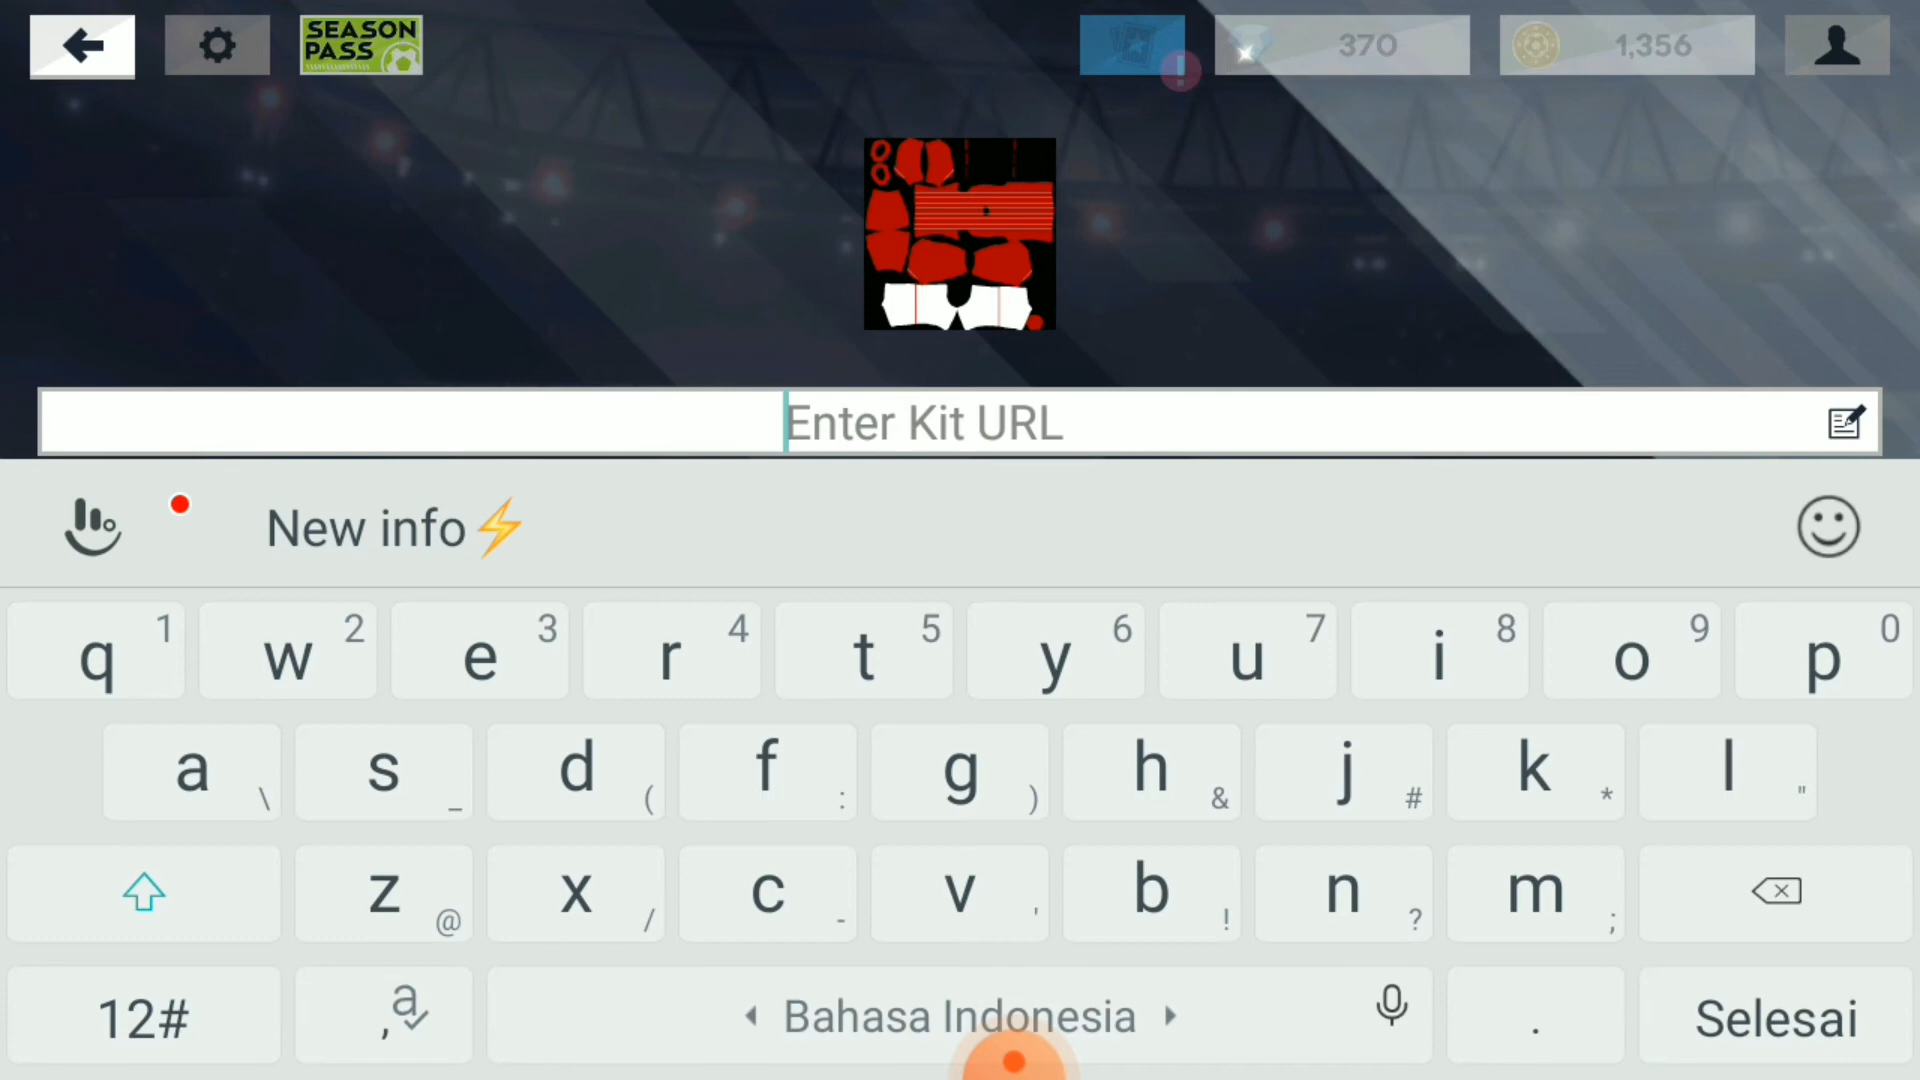 SEASON
PASS
370
1,356
Enter Kit URL
New info⚡
q 1 w 2 e 3 r 4 t 5 y 6 u 7 i 8 o 9 p 0
a \ s _ d ( f : g ) h & j # k * l "
z @ x / c - v ' b ! n ? m ;
12# , a Bahasa Indonesia . Selesai